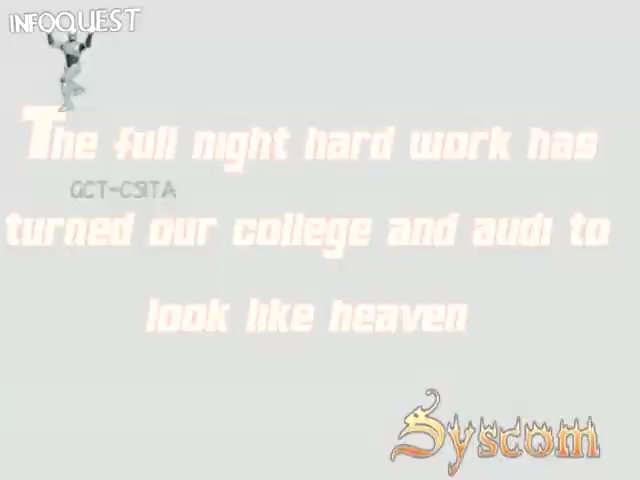 INFOQUEST
The full night hard work has
GCT-CSITA
turned our college and audi to
look like heaven
Syscom